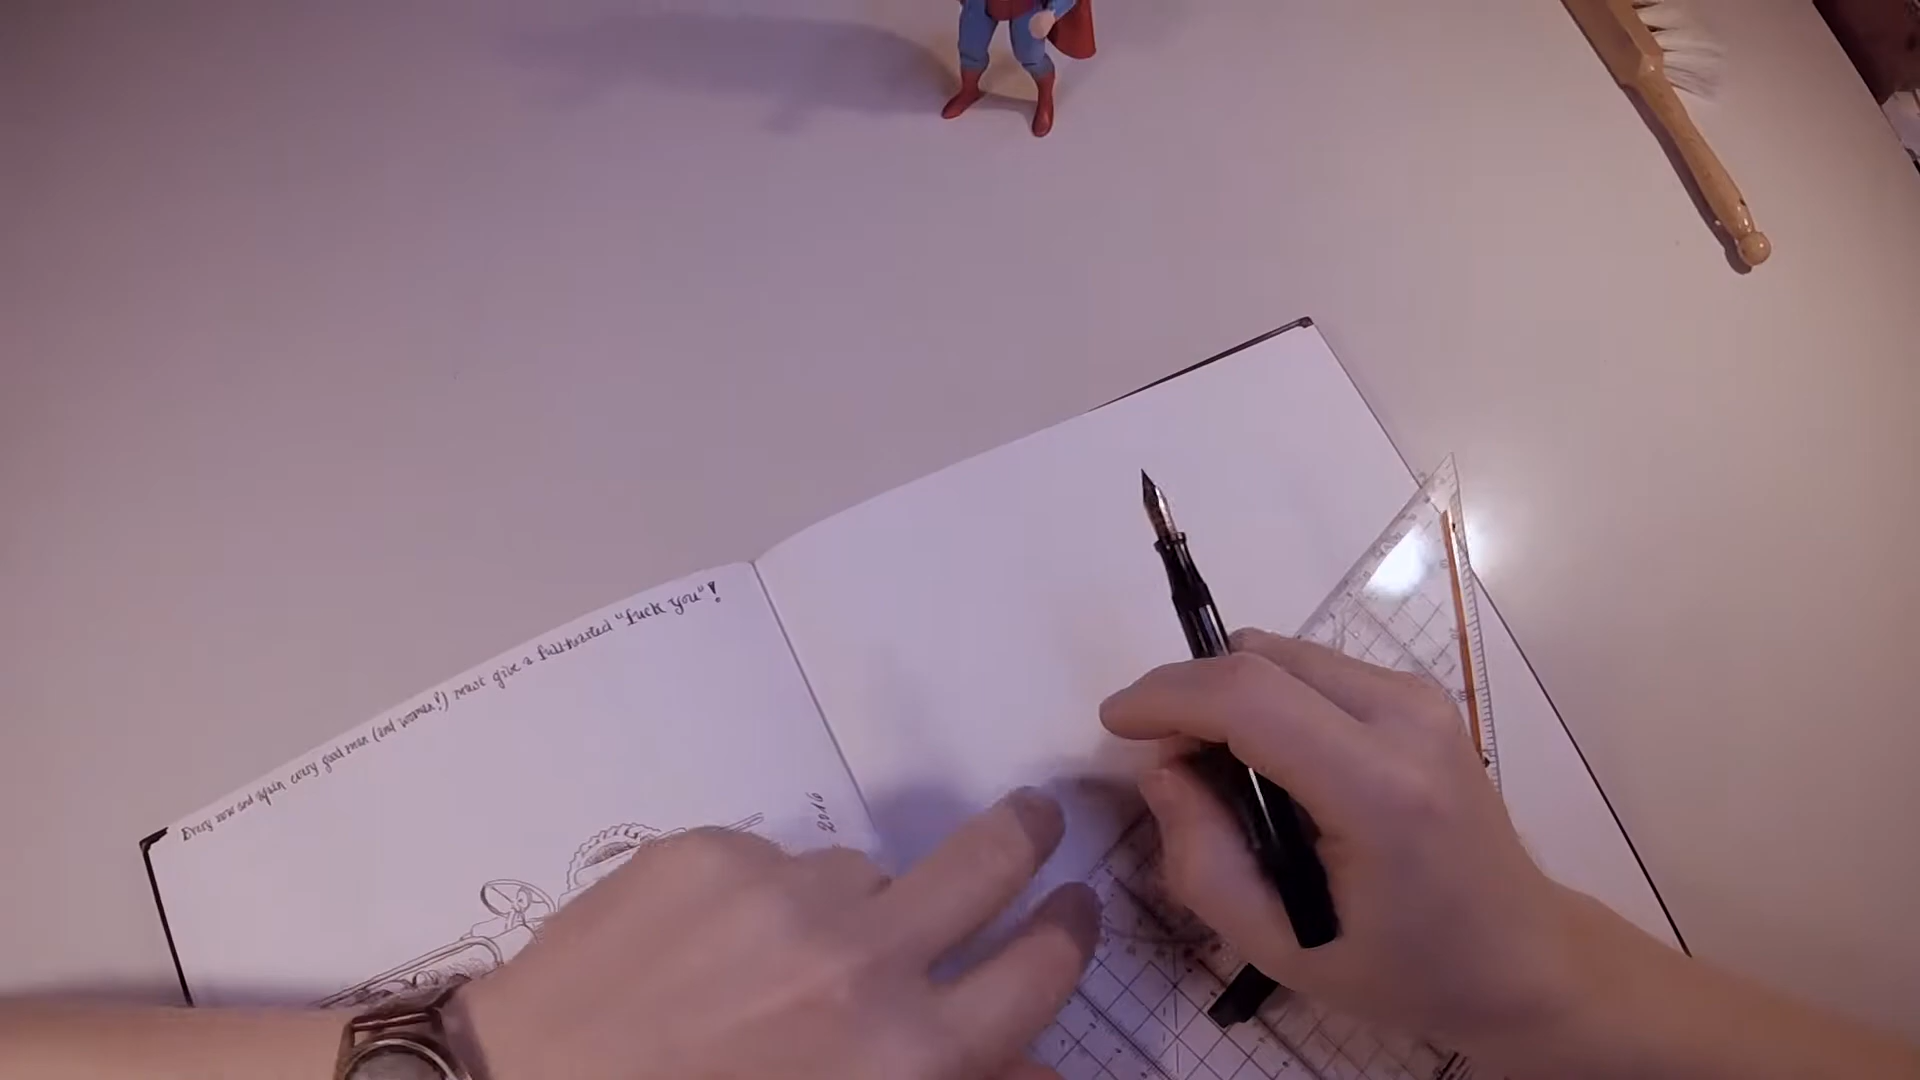 Every now and again every good man (and woman!) must give a full-hearted "fuck you"!
2016